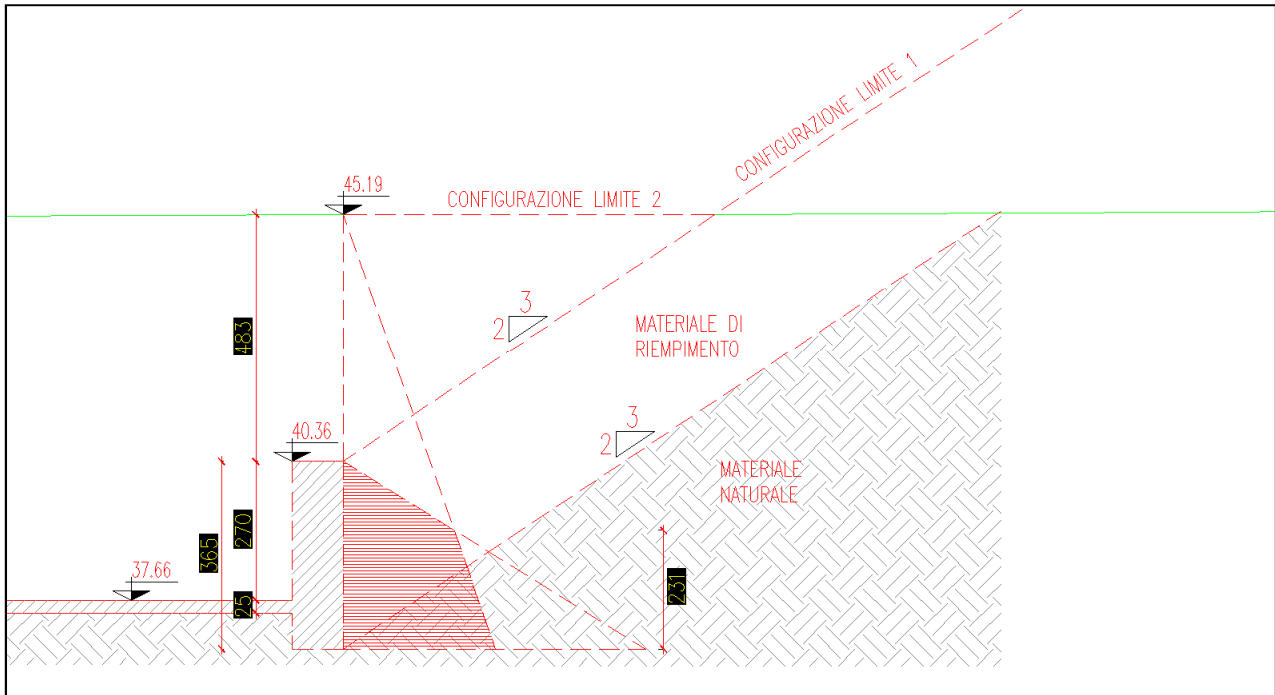 CONFIGURAZIONE LIMITE 1
45.19
CONFIGURAZIONE LIMITE 2
483
3
2
MATERIALE DI
RIEMPIMENTO
3
2
40.36
MATERIALE
NATURALE
270
365
37.66
25
231